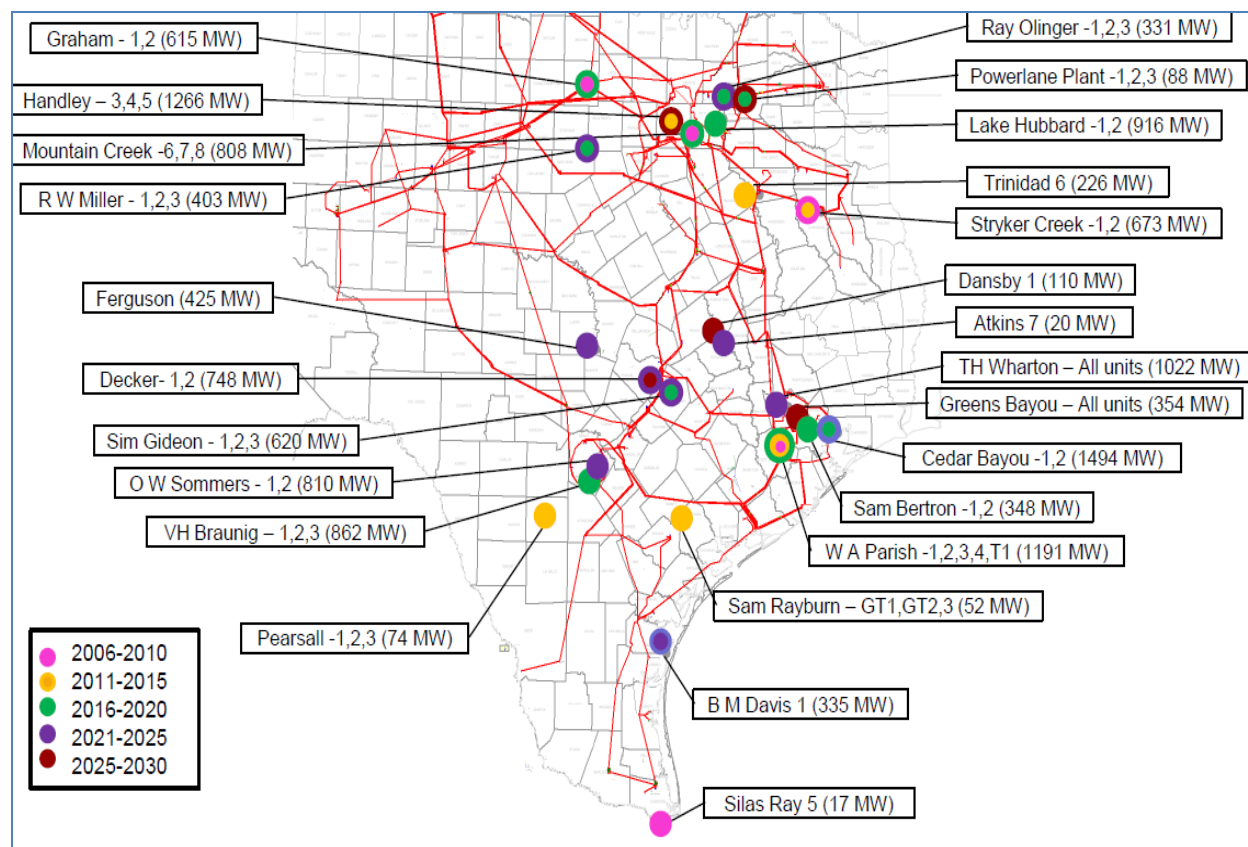 Graham - 1,2 (615 MW)
Handley – 3,4,5 (1266 MW)
Mountain Creek -6,7,8 (808 MW)
R W Miller - 1,2,3 (403 MW)
Ferguson (425 MW)
Decker- 1,2 (748 MW)
Sim Gideon - 1,2,3 (620 MW)
O W Sommers - 1,2 (810 MW)
VH Braunig – 1,2,3 (862 MW)
Pearsall -1,2,3 (74 MW)
Ray Olinger -1,2,3 (331 MW)
Powerlane Plant -1,2,3 (88 MW)
Lake Hubbard -1,2 (916 MW)
Trinidad 6 (226 MW)
Stryker Creek -1,2 (673 MW)
Dansby 1 (110 MW)
Atkins 7 (20 MW)
TH Wharton – All units (1022 MW)
Greens Bayou – All units (354 MW)
Cedar Bayou -1,2 (1494 MW)
Sam Bertron -1,2 (348 MW)
W A Parish -1,2,3,4,T1 (1191 MW)
Sam Rayburn – GT1,GT2,3 (52 MW)
B M Davis 1 (335 MW)
Silas Ray 5 (17 MW)
2006-2010
2011-2015
2016-2020
2021-2025
2025-2030